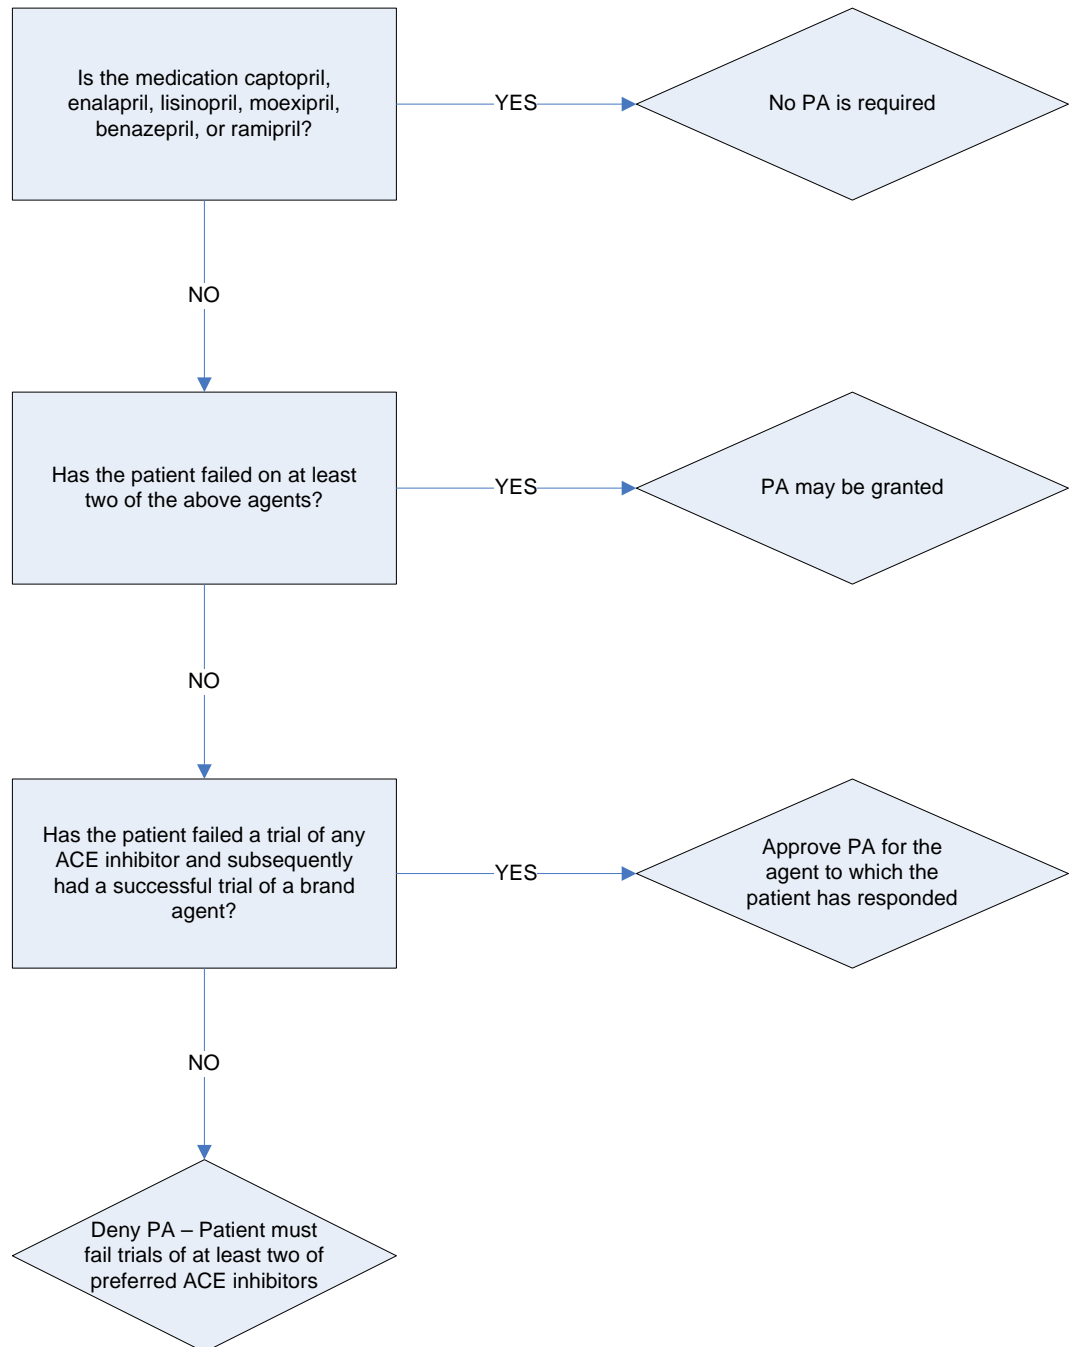 Is the medication captopril,
enalapril, lisinopril, moexipril,
benazepril, or ramipril?
YES
No PA is required
NO
Has the patient failed on at least
two of the above agents?
YES
PA may be granted
NO
Has the patient failed a trial of any
ACE inhibitor and subsequently
had a successful trial of a brand
agent?
YES
Approve PA for the
agent to which the
patient has responded
NO
Deny PA – Patient must
fail trials of at least two of
preferred ACE inhibitors